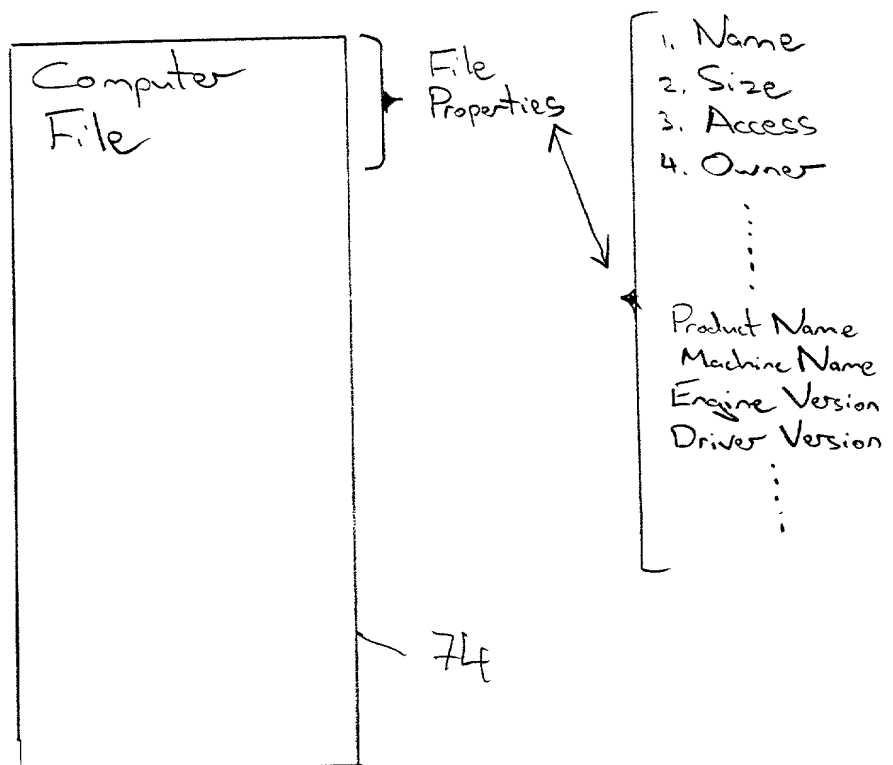 Computer
File
File
Properties
1. Name
2. Size
3. Access
4. Owner
Product Name
Machine Name
Engine Version
Driver Version
74